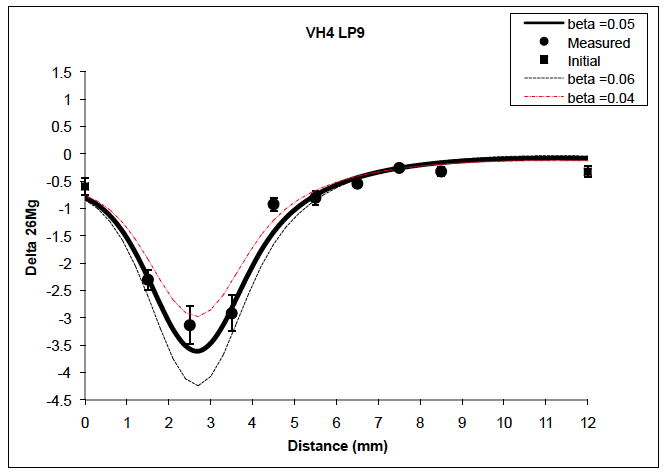 VH4 LP9
beta =0.05
Measured
Initial
beta =0.06
beta =0.04
1.5
1
0.5
0
-0.5
-1
-1.5
-2
-2.5
-3
-3.5
-4
-4.5
Delta 26Mg
0 1 2 3 4 5 6 7 8 9 10 11 12
Distance (mm)